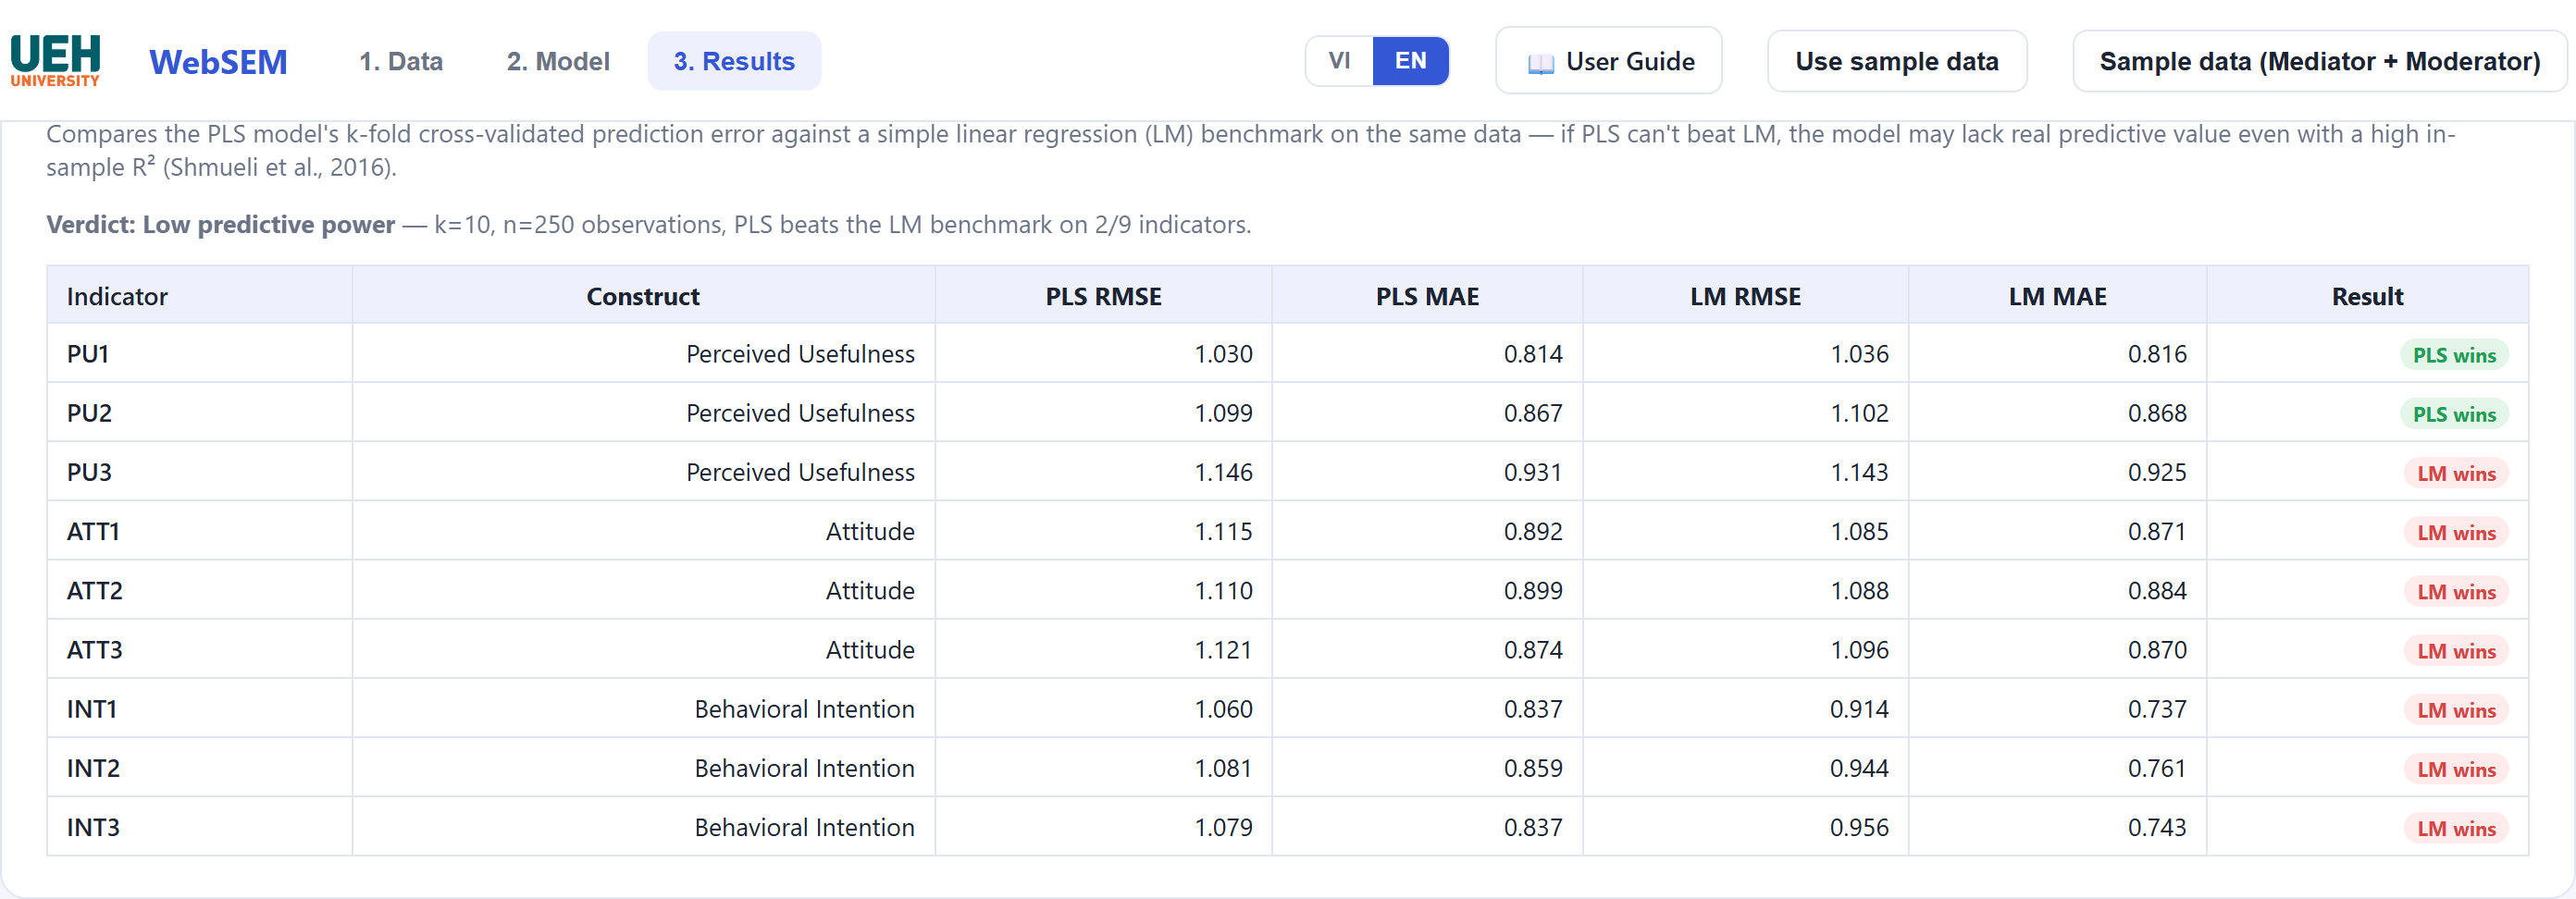 UEH
UNIVERSITY
WebSEM
1. Data
2. Model
3. Results
VI
EN
📖 User Guide
Use sample data
Sample data (Mediator + Moderator)
Compares the PLS model's k-fold cross-validated prediction error against a simple linear regression (LM) benchmark on the same data — if PLS can't beat LM, the model may lack real predictive value even with a high in-
sample R² (Shmueli et al., 2016).
Verdict: Low predictive power — k=10, n=250 observations, PLS beats the LM benchmark on 2/9 indicators.
Indicator Construct PLS RMSE PLS MAE LM RMSE LM MAE Result
PU1 Perceived Usefulness 1.030 0.814 1.036 0.816 PLS wins
PU2 Perceived Usefulness 1.099 0.867 1.102 0.868 PLS wins
PU3 Perceived Usefulness 1.146 0.931 1.143 0.925 LM wins
ATT1 Attitude 1.115 0.892 1.085 0.871 LM wins
ATT2 Attitude 1.110 0.899 1.088 0.884 LM wins
ATT3 Attitude 1.121 0.874 1.096 0.870 LM wins
INT1 Behavioral Intention 1.060 0.837 0.914 0.737 LM wins
INT2 Behavioral Intention 1.081 0.859 0.944 0.761 LM wins
INT3 Behavioral Intention 1.079 0.837 0.956 0.743 LM wins